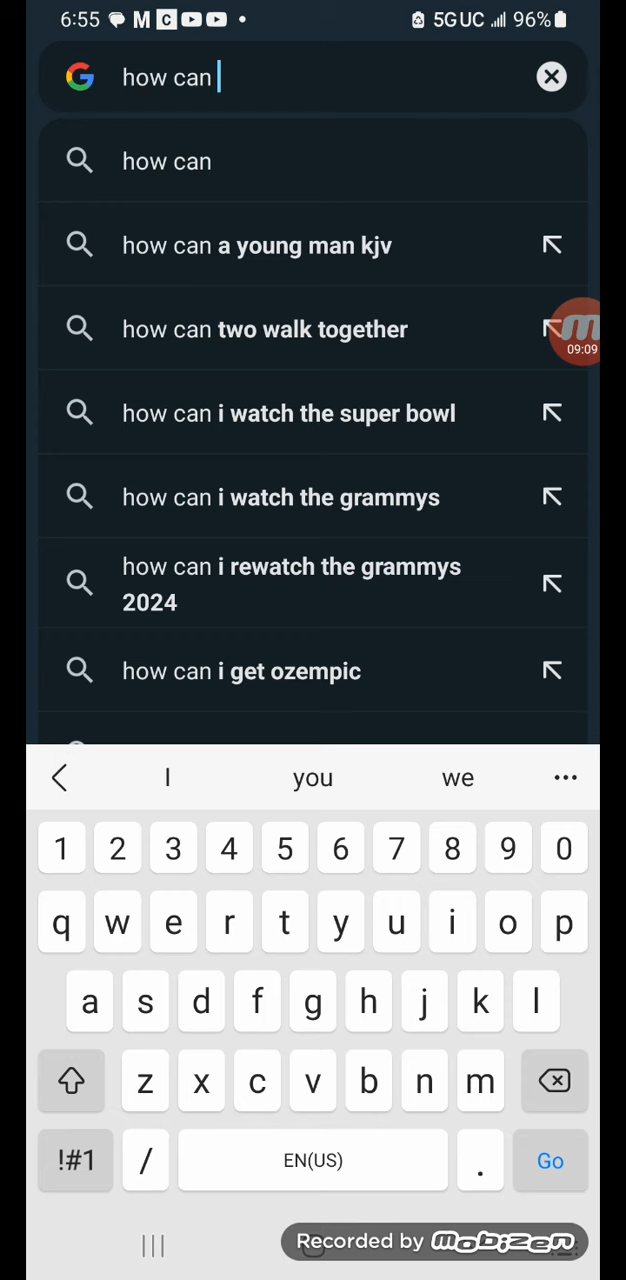 6:55 M C 5G UC 96%
how can
how can
how can a young man kjv
how can two walk together
09:09
how can i watch the super bowl
how can i watch the grammys
how can i rewatch the grammys
2024
how can i get ozempic
I you we ...
1 2 3 4 5 6 7 8 9 0
q w e r t y u i o p
a s d f g h j k l
z x c v b n m
!#1 / EN(US) . Go
Recorded by mobizen